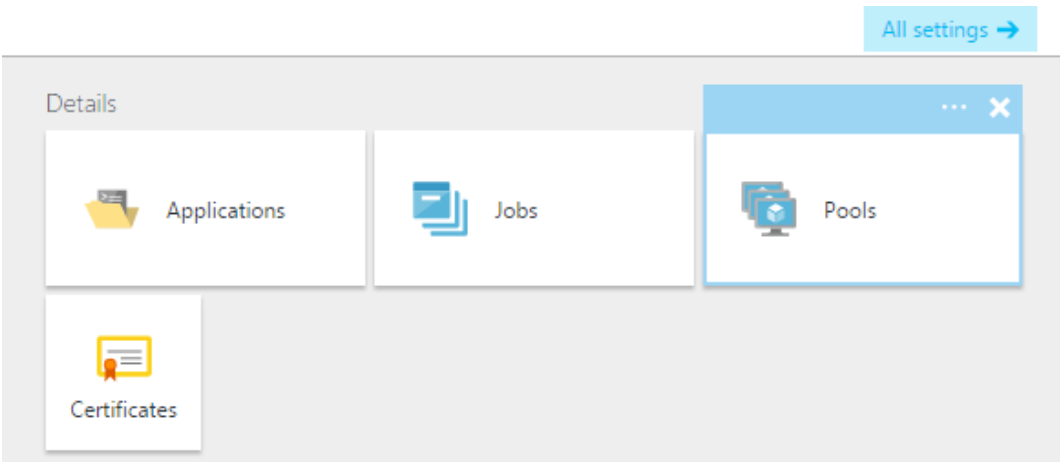 All settings →
Details
Applications
Jobs
Pools
Certificates